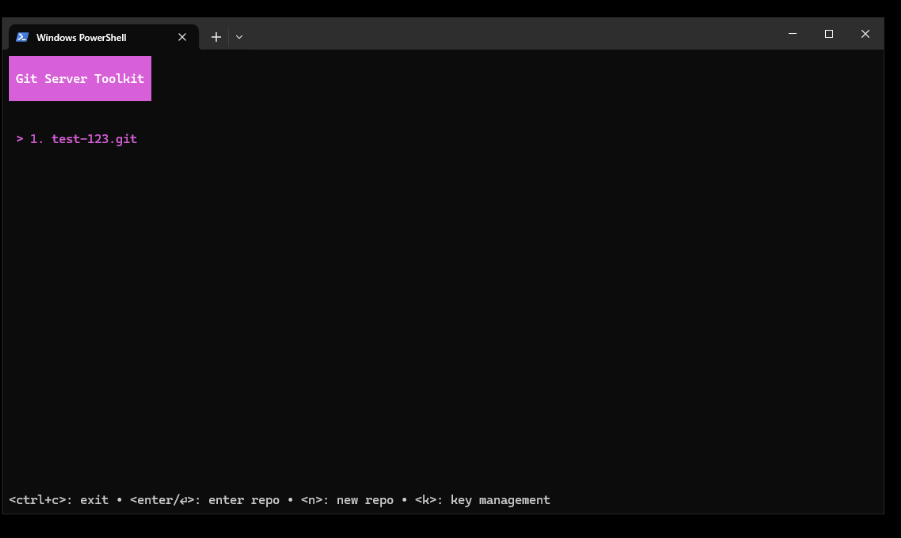 Windows PowerShell
Git Server Toolkit
> 1. test-123.git
<ctrl+c>: exit • <enter/↵>: enter repo • <n>: new repo • <k>: key management